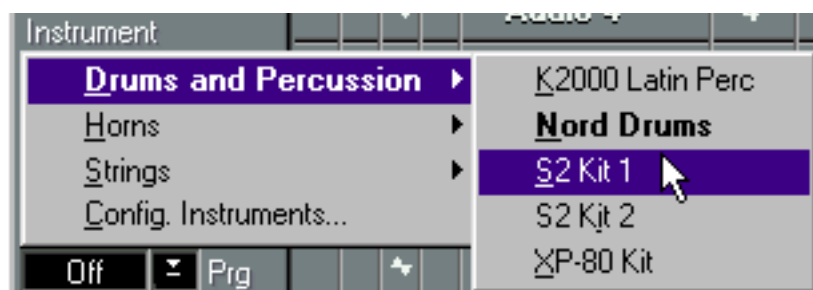 Instrument
Audio 4
Drums and Percussion
Horns
Strings
Config. Instruments...
Off Prg
K2000 Latin Perc
Nord Drums
S2 Kit 1
S2 Kit 2
XP-80 Kit